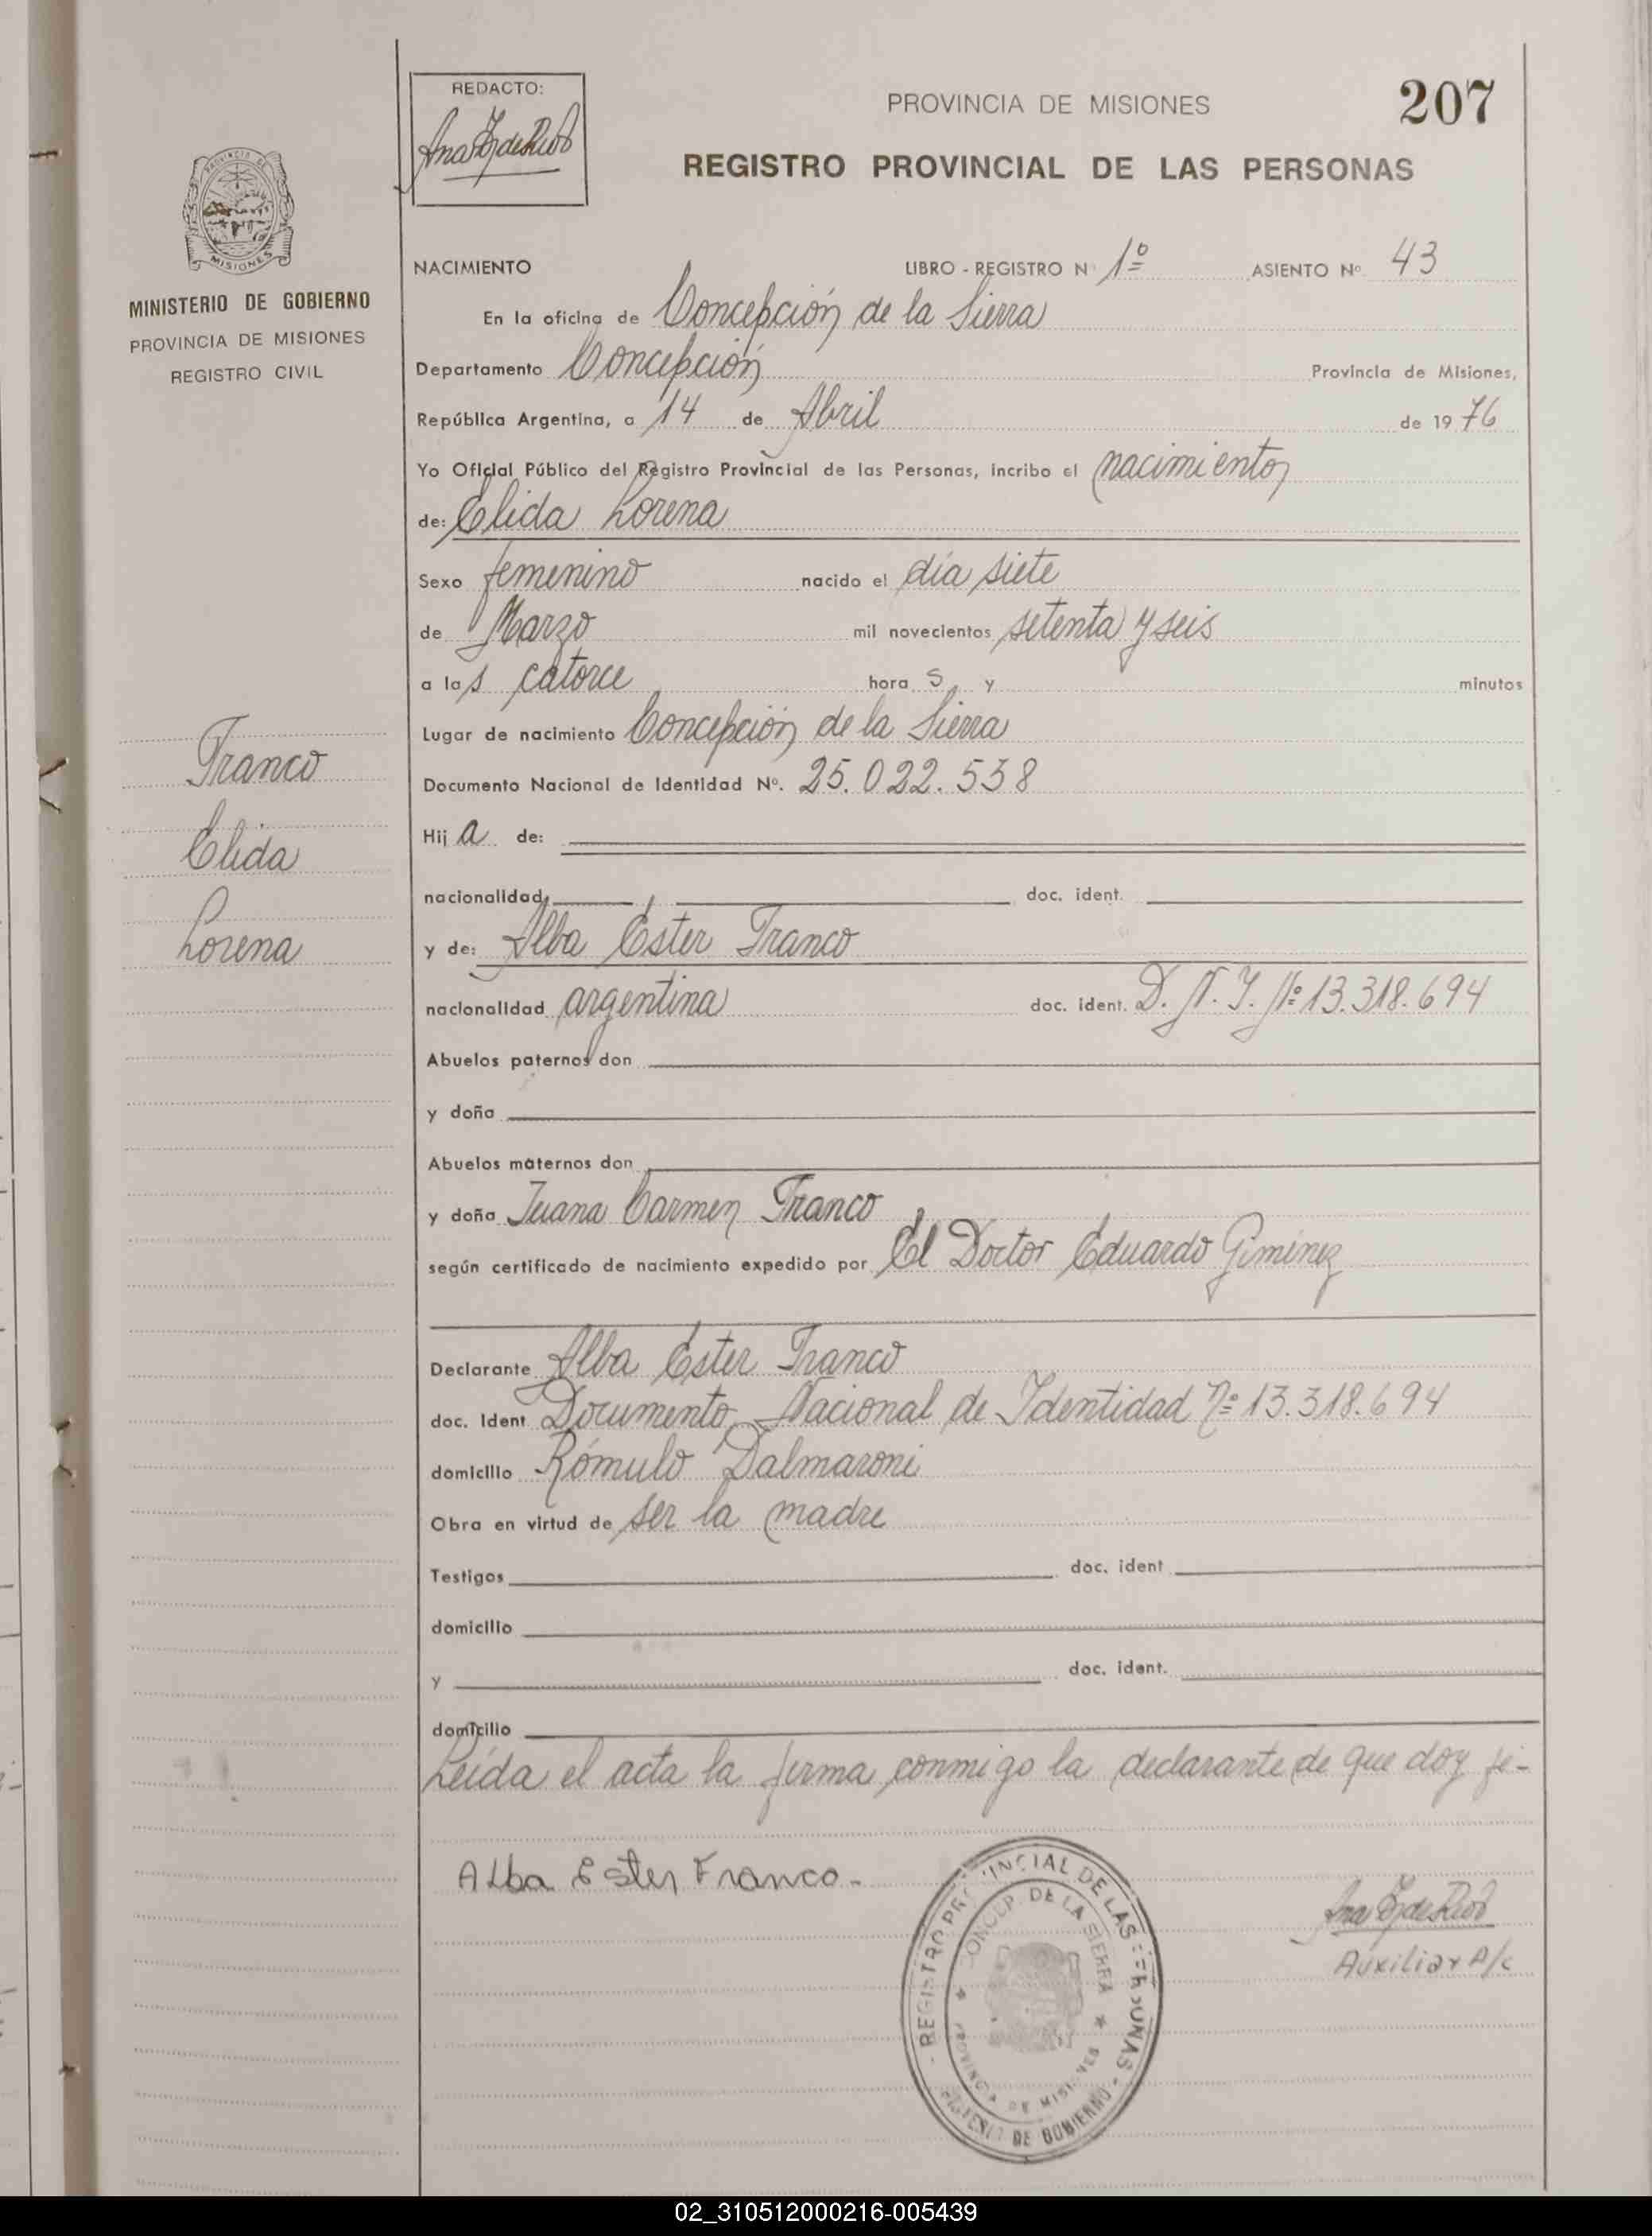 REDACTO:
PROVINCIA DE MISIONES
207
REGISTRO PROVINCIAL DE LAS PERSONAS
MISIONES
MINISTERIO DE GOBIERNO
PROVINCIA DE MISIONES
REGISTRO CIVIL
NACIMIENTO LIBRO - REGISTRO Nº 1º ASIENTO Nº 43
En la oficina de Concepción de la Sierra
Departamento Concepción Provincia de Misiones,
República Argentina, a 14 de Abril de 1976
Yo Oficial Público del Registro Provincial de las Personas, incribo el nacimiento
de: Elida Lorena
Sexo femenino nacido el día siete
de Marzo mil novecientos setenta y seis
a las catorce horas y minutos
Lugar de nacimiento Concepción de la Sierra
Documento Nacional de Identidad Nº. 25.022.538
Hija de:
nacionalidad doc. ident.
y de: Alba Ester Franco
nacionalidad argentina doc. ident. D.N.I. Nº 13.318.694
Abuelos paternos don
y doña
Abuelos maternos don
y doña Juana Carmen Franco
según certificado de nacimiento expedido por El Doctor Eduardo Giminez
Declarante Alba Ester Franco
doc. Ident. Documento Nacional de Identidad Nº 13.318.694
domicilio Rómulo Dalmaroni
Obra en virtud de ser la madre
Testigos doc. ident
domicilio
y doc. ident.
domicilio
Leída el acta la firma conmigo la declarante de que doy fé-
Franco
Elida
Lorena
Alba Ester Franco.-
REGISTRO PROVINCIAL DE LAS PERSONAS
CONCEP. DE LA SIERRA
PROVINCIA DE MISIONES
DE GOBIERNO
Auxiliar A/c
02_310512000216-005439